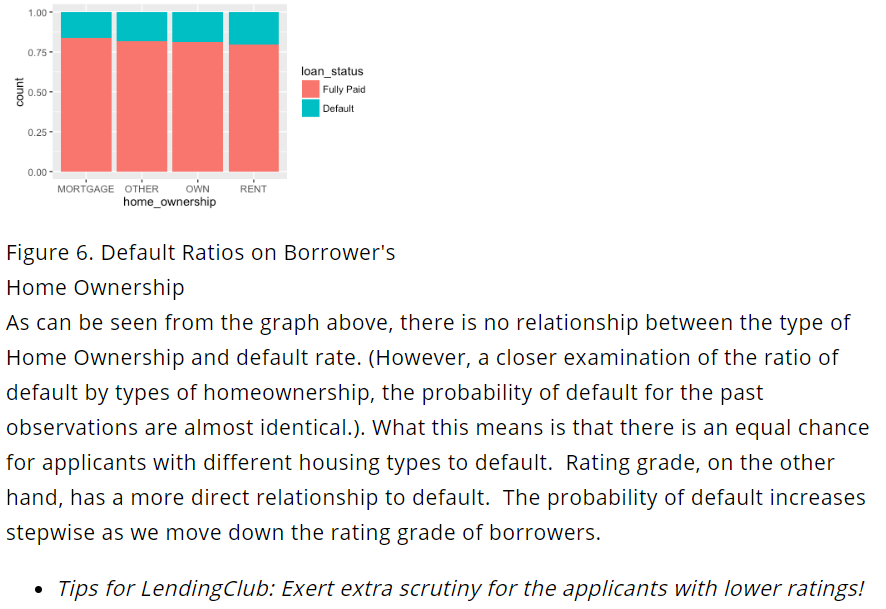 1.00
0.75
0.50
0.25
0.00
count
MORTGAGE OTHER OWN RENT
home_ownership
loan_status
Fully Paid
Default
Figure 6. Default Ratios on Borrower's
Home Ownership
As can be seen from the graph above, there is no relationship between the type of
Home Ownership and default rate. (However, a closer examination of the ratio of
default by types of homeownership, the probability of default for the past
observations are almost identical.). What this means is that there is an equal chance
for applicants with different housing types to default.  Rating grade, on the other
hand, has a more direct relationship to default.  The probability of default increases
stepwise as we move down the rating grade of borrowers.
• Tips for LendingClub: Exert extra scrutiny for the applicants with lower ratings!